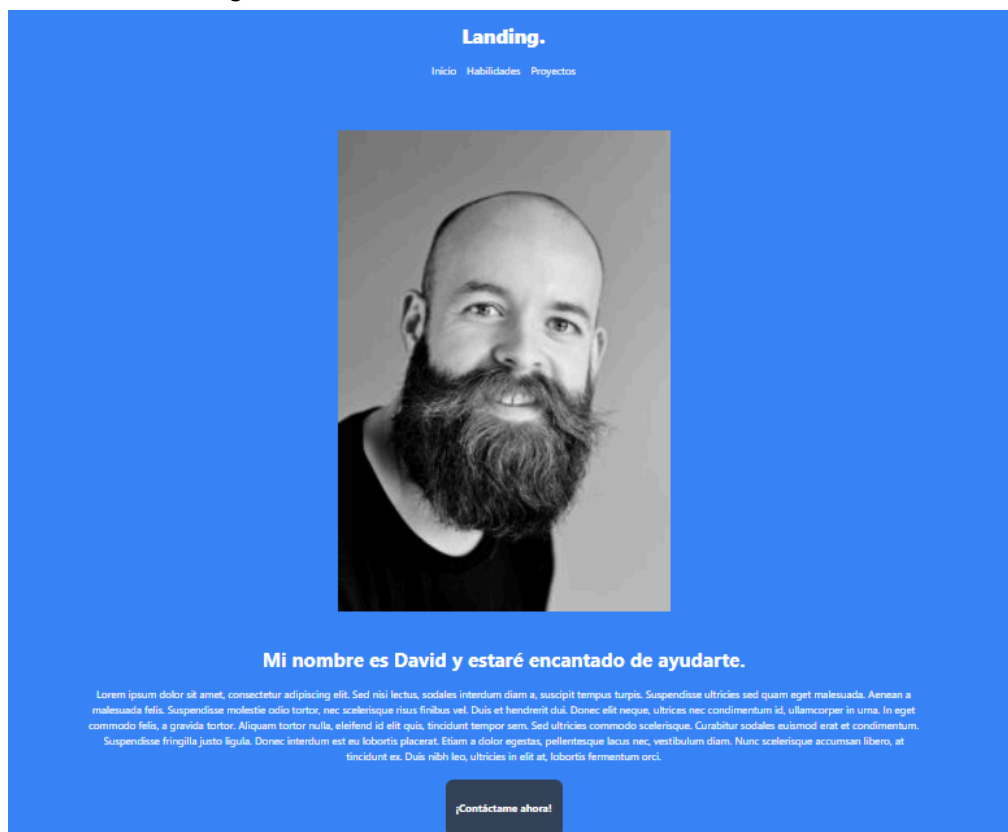 Landing.
Inicio Habilidades Proyectos
Mi nombre es David y estaré encantado de ayudarte.
Lorem ipsum dolor sit amet, consectetur adipiscing elit. Sed nisi lectus, sodales interdum diam a, suscipit tempus turpis. Suspendisse ultricies sed quam eget malesuada. Aenean a
malesuada felis. Suspendisse molestie odio tortor, nec scelerisque risus finibus vel. Duis et hendrerit dui. Donec elit neque, ultrices nec condimentum id, ullamcorper in urna. In eget
commodo felis, a gravida tortor. Aliquam tortor nulla, eleifend id elit quis, tincidunt tempor sem. Sed ultricies commodo scelerisque. Curabitur sodales euismod erat et condimentum.
Suspendisse fringilla justo ligula. Donec interdum est eu lobortis placerat. Etiam a dolor egestas, pellentesque lacus nec, vestibulum diam. Nunc scelerisque accumsan libero, at
tincidunt ex. Duis nibh leo, ultricies in elit at, lobortis fermentum orci.
¡Contáctame ahora!